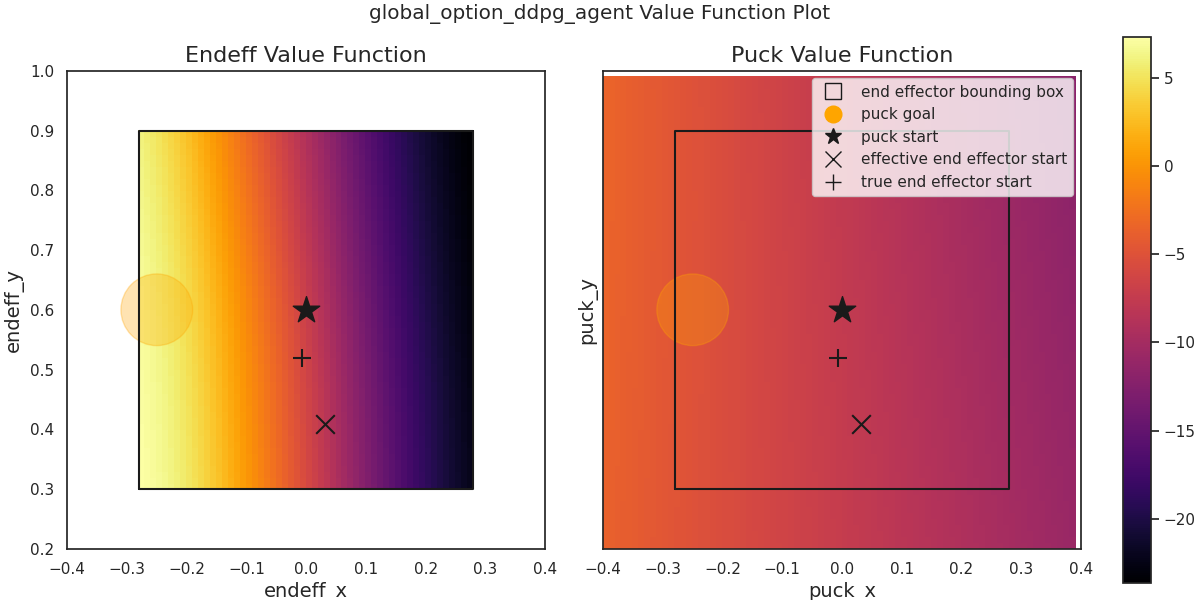 global_option_ddpg_agent Value Function Plot
Endeff Value Function
Puck Value Function
1.0
0.9
0.8
0.7
0.6
0.5
0.4
0.3
0.2
endeff_y
−0.4 −0.3 −0.2 −0.1 0.0 0.1 0.2 0.3 0.4
endeff_x
puck_y
end effector bounding box
puck goal
puck start
effective end effector start
true end effector start
−0.4 −0.3 −0.2 −0.1 0.0 0.1 0.2 0.3 0.4
puck_x
5
0
−5
−10
−15
−20